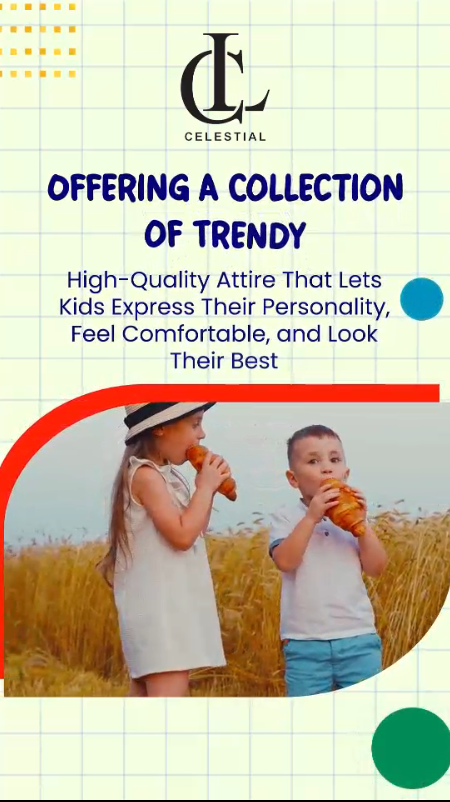 CL
CELESTIAL
OFFERING A COLLECTION
OF TRENDY
High-Quality Attire That Lets
Kids Express Their Personality,
Feel Comfortable, and Look
Their Best